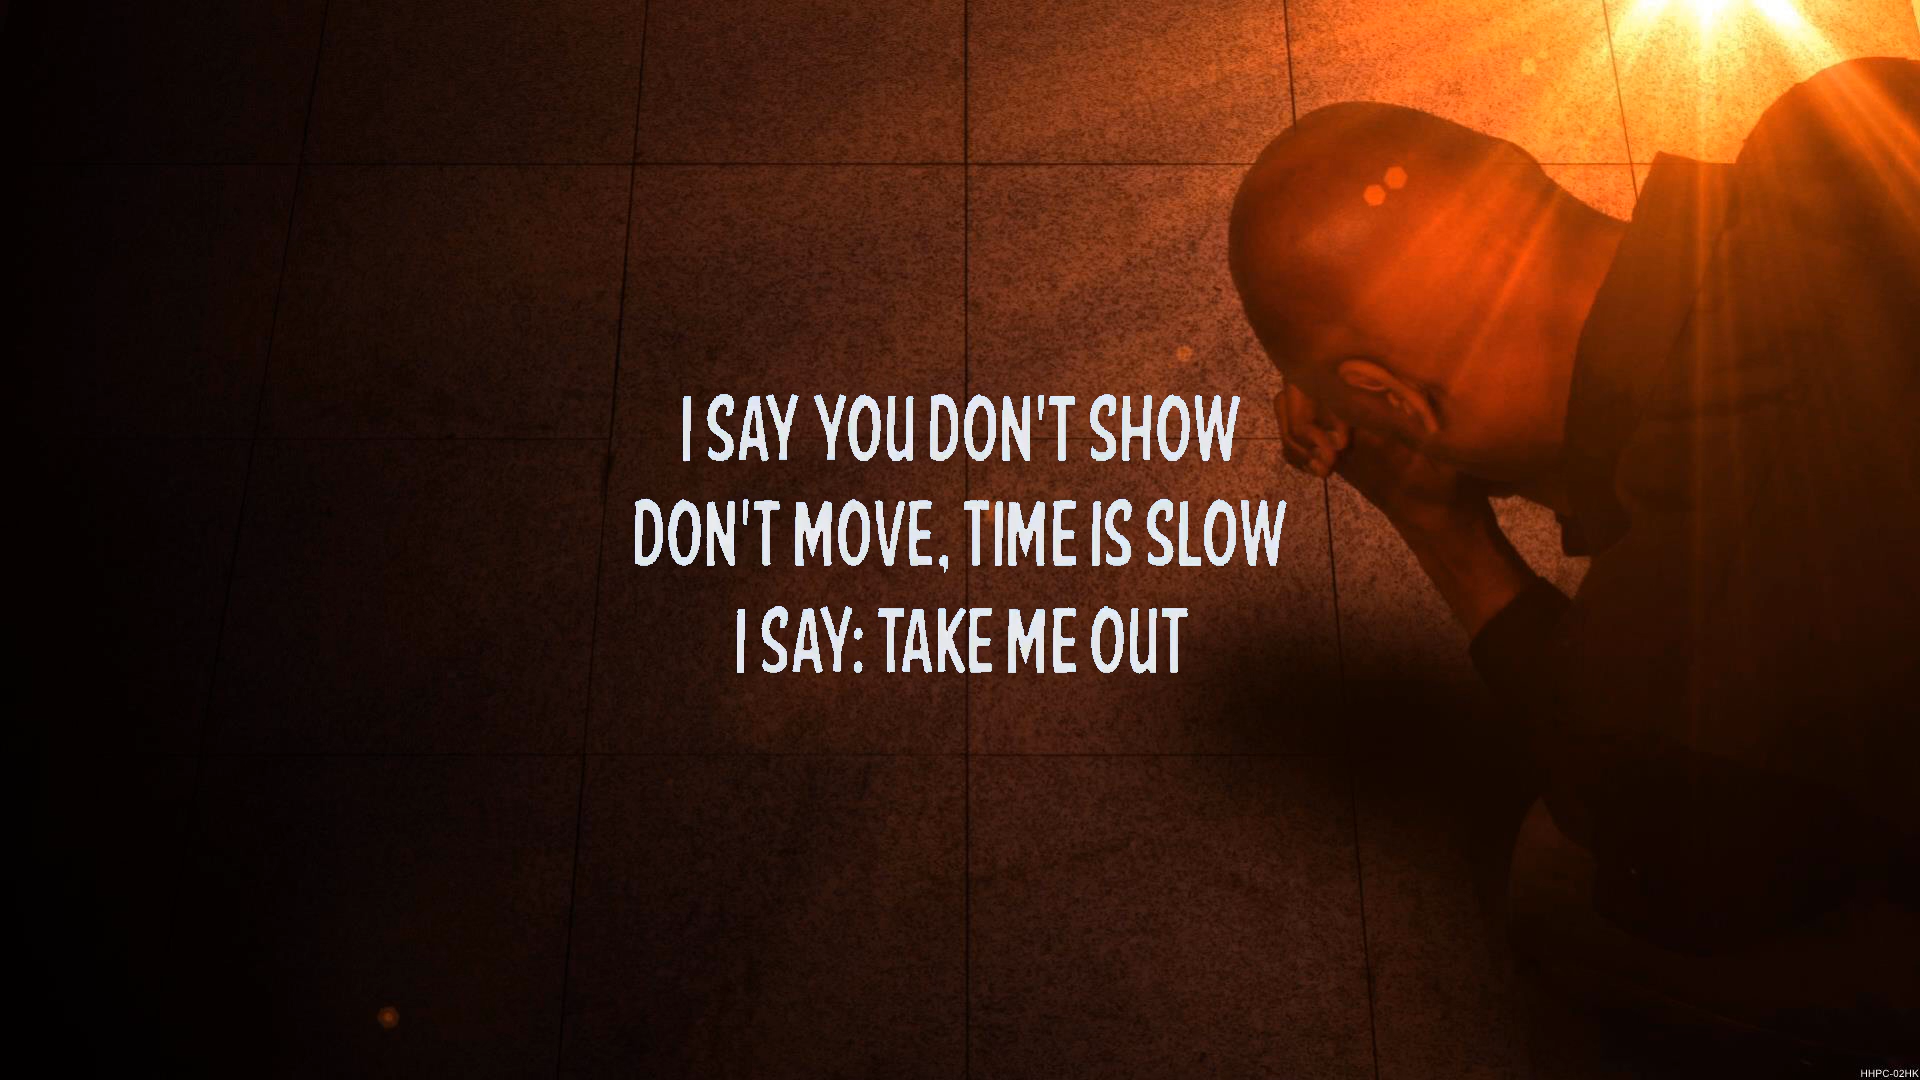 I SAY YOU DON'T SHOW
DON'T MOVE, TIME IS SLOW
I SAY: TAKE ME OUT
HHPC-02HK